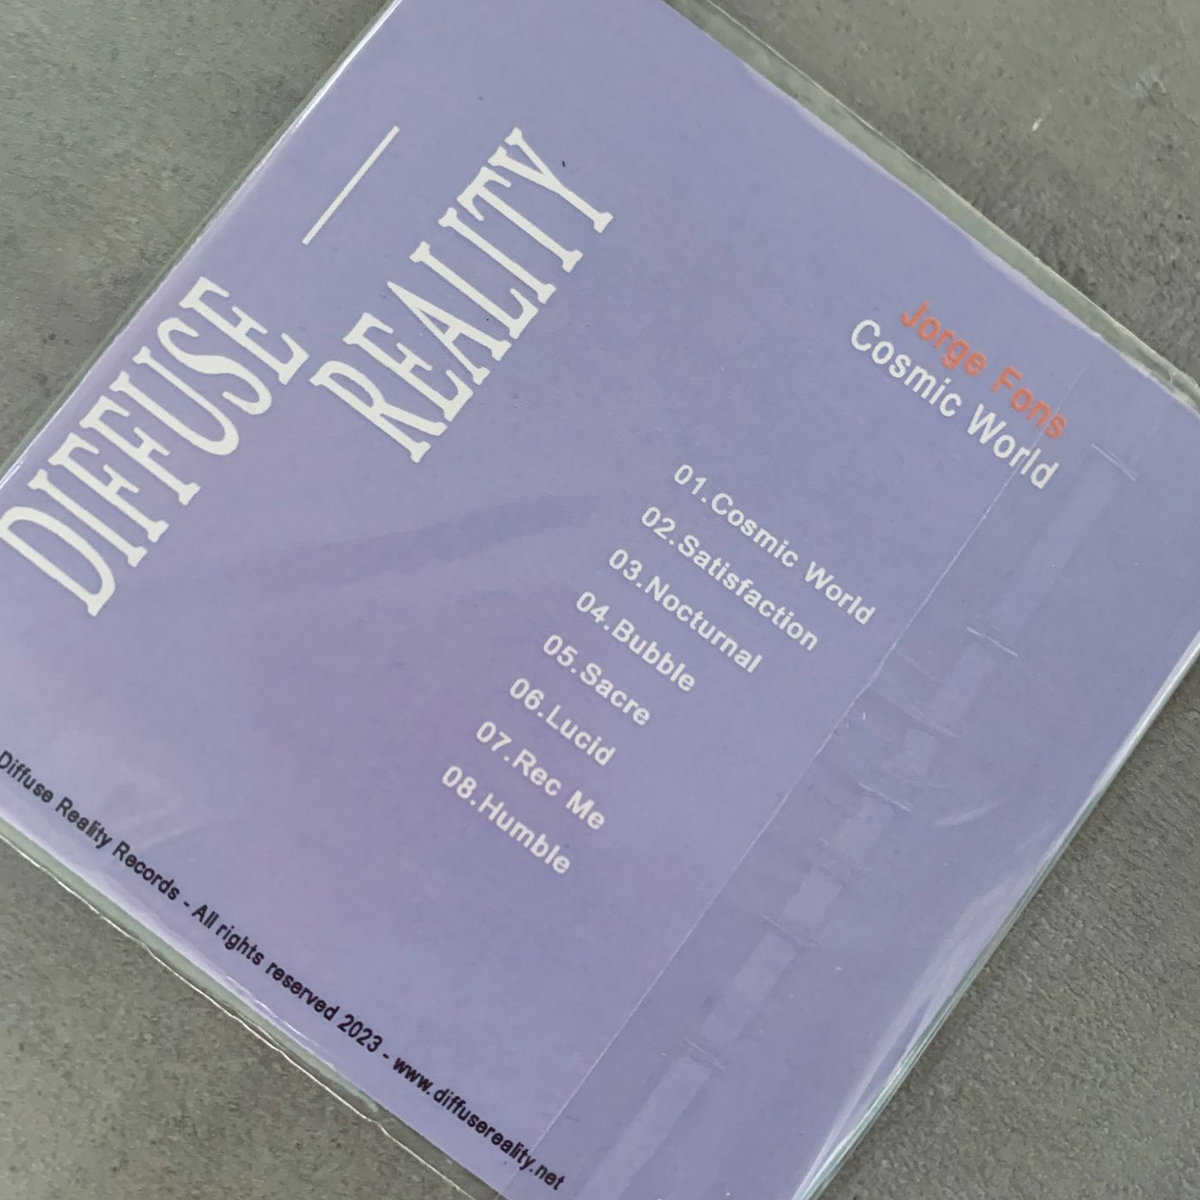 DIFFUSE
REALITY
Jorge Fons
Cosmic World
01.Cosmic World
02.Satisfaction
03.Nocturnal
04.Bubble
05.Sacre
06.Lucid
07.Rec Me
08.Humble
Diffuse Reality Records - All rights reserved 2023 - www.diffusereality.net